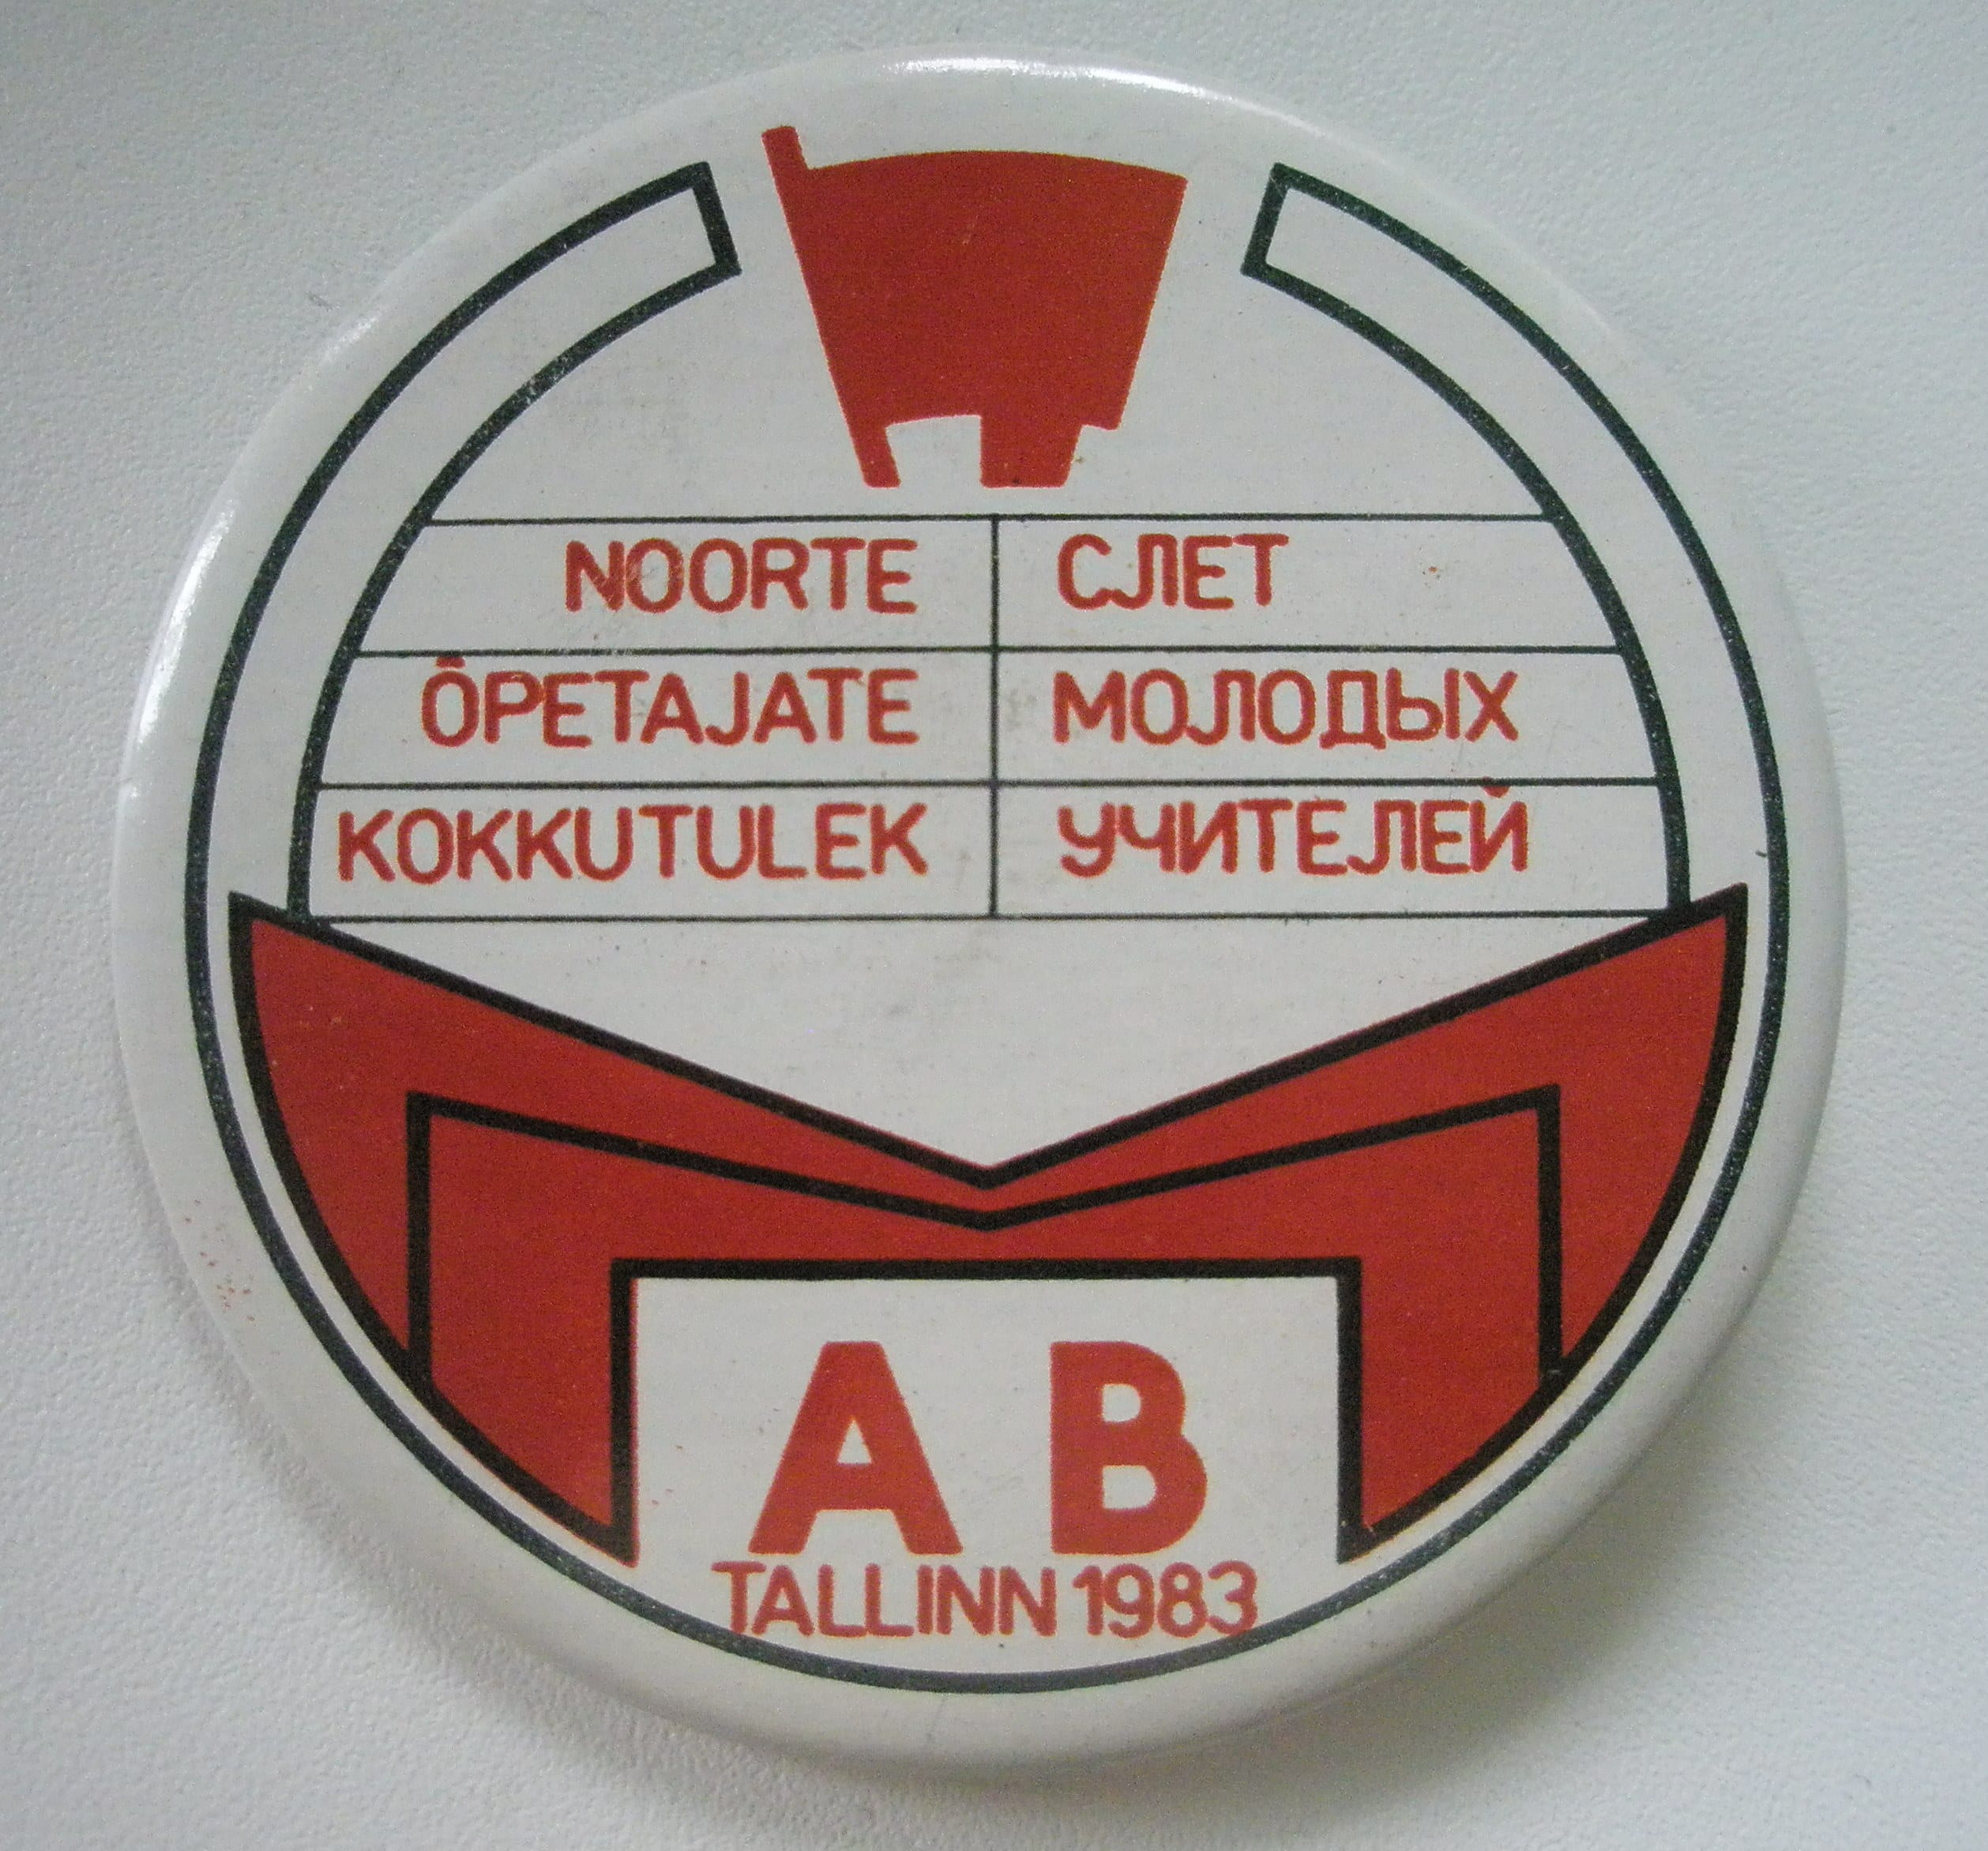 NOORTE
ÕPETAJATE
KOKKUTULEK
СЛЕТ
МОЛОДЫХ
УЧИТЕЛЕЙ
A B
TALLINN 1983